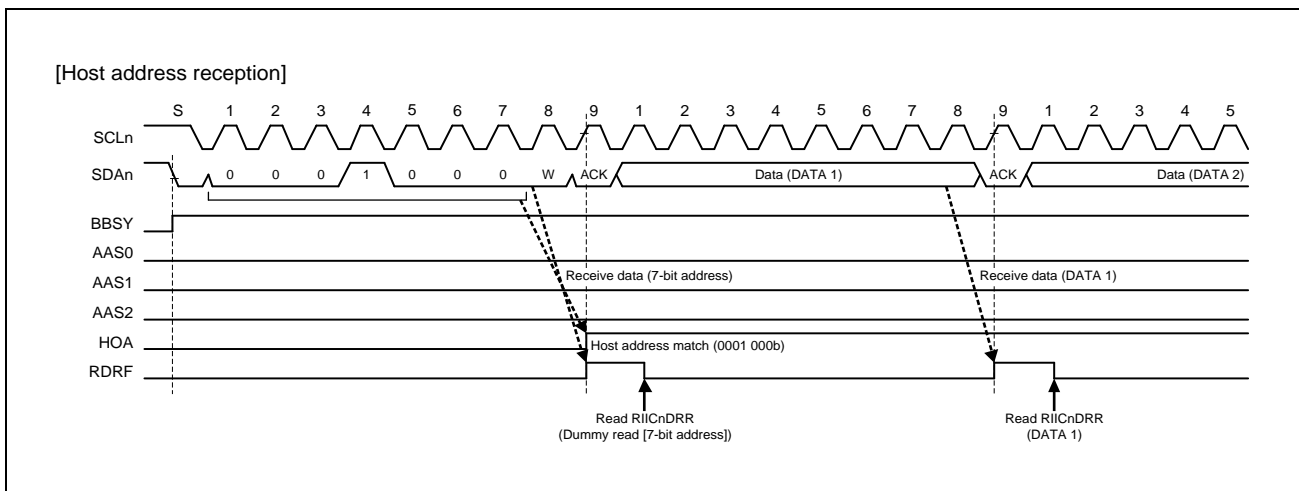 [Host address reception]
S 1 2 3 4 5 6 7 8 9 1 2 3 4 5 6 7 8 9 1 2 3 4 5
SCLn
SDAn 0 0 0 1 0 0 0 W ACK Data (DATA 1) ACK Data (DATA 2)
BBSY
AAS0
Receive data (7-bit address) Receive data (DATA 1)
AAS1
AAS2
HOA Host address match (0001 000b)
RDRF
Read RIICnDRR Read RIICnDRR
(Dummy read [7-bit address]) (DATA 1)